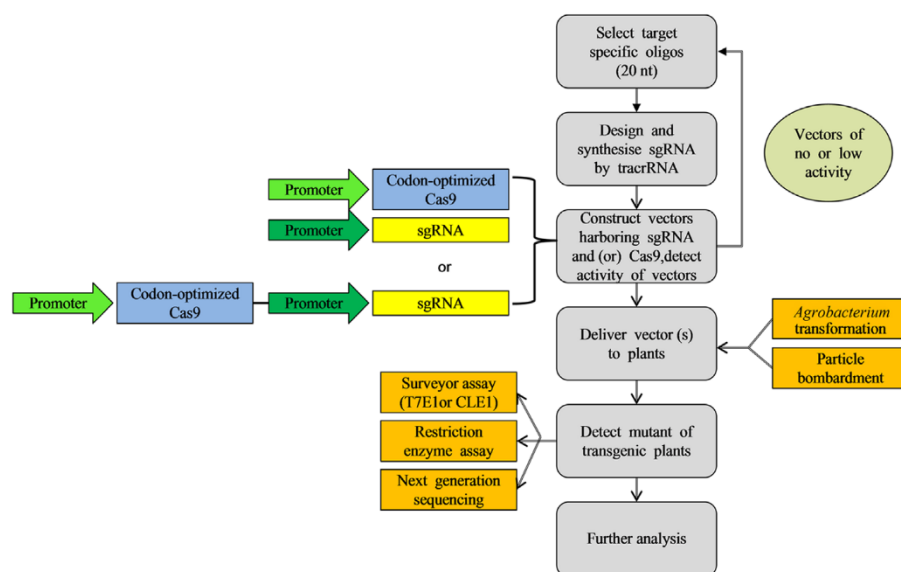 Select target
specific oligos
(20 nt)
Design and
synthesise sgRNA
by tracrRNA
Vectors of
no or low
activity
Promoter
Codon-optimized
Cas9
Promoter
sgRNA
or
Promoter
Codon-optimized
Cas9
Promoter
sgRNA
Construct vectors
harboring sgRNA
and (or) Cas9,detect
activity of vectors
Deliver vector (s)
to plants
Agrobacterium
transformation
Particle
bombardment
Surveyor assay
(T7E1or CLE1)
Restriction
enzyme assay
Next generation
sequencing
Detect mutant of
transgenic plants
Further analysis